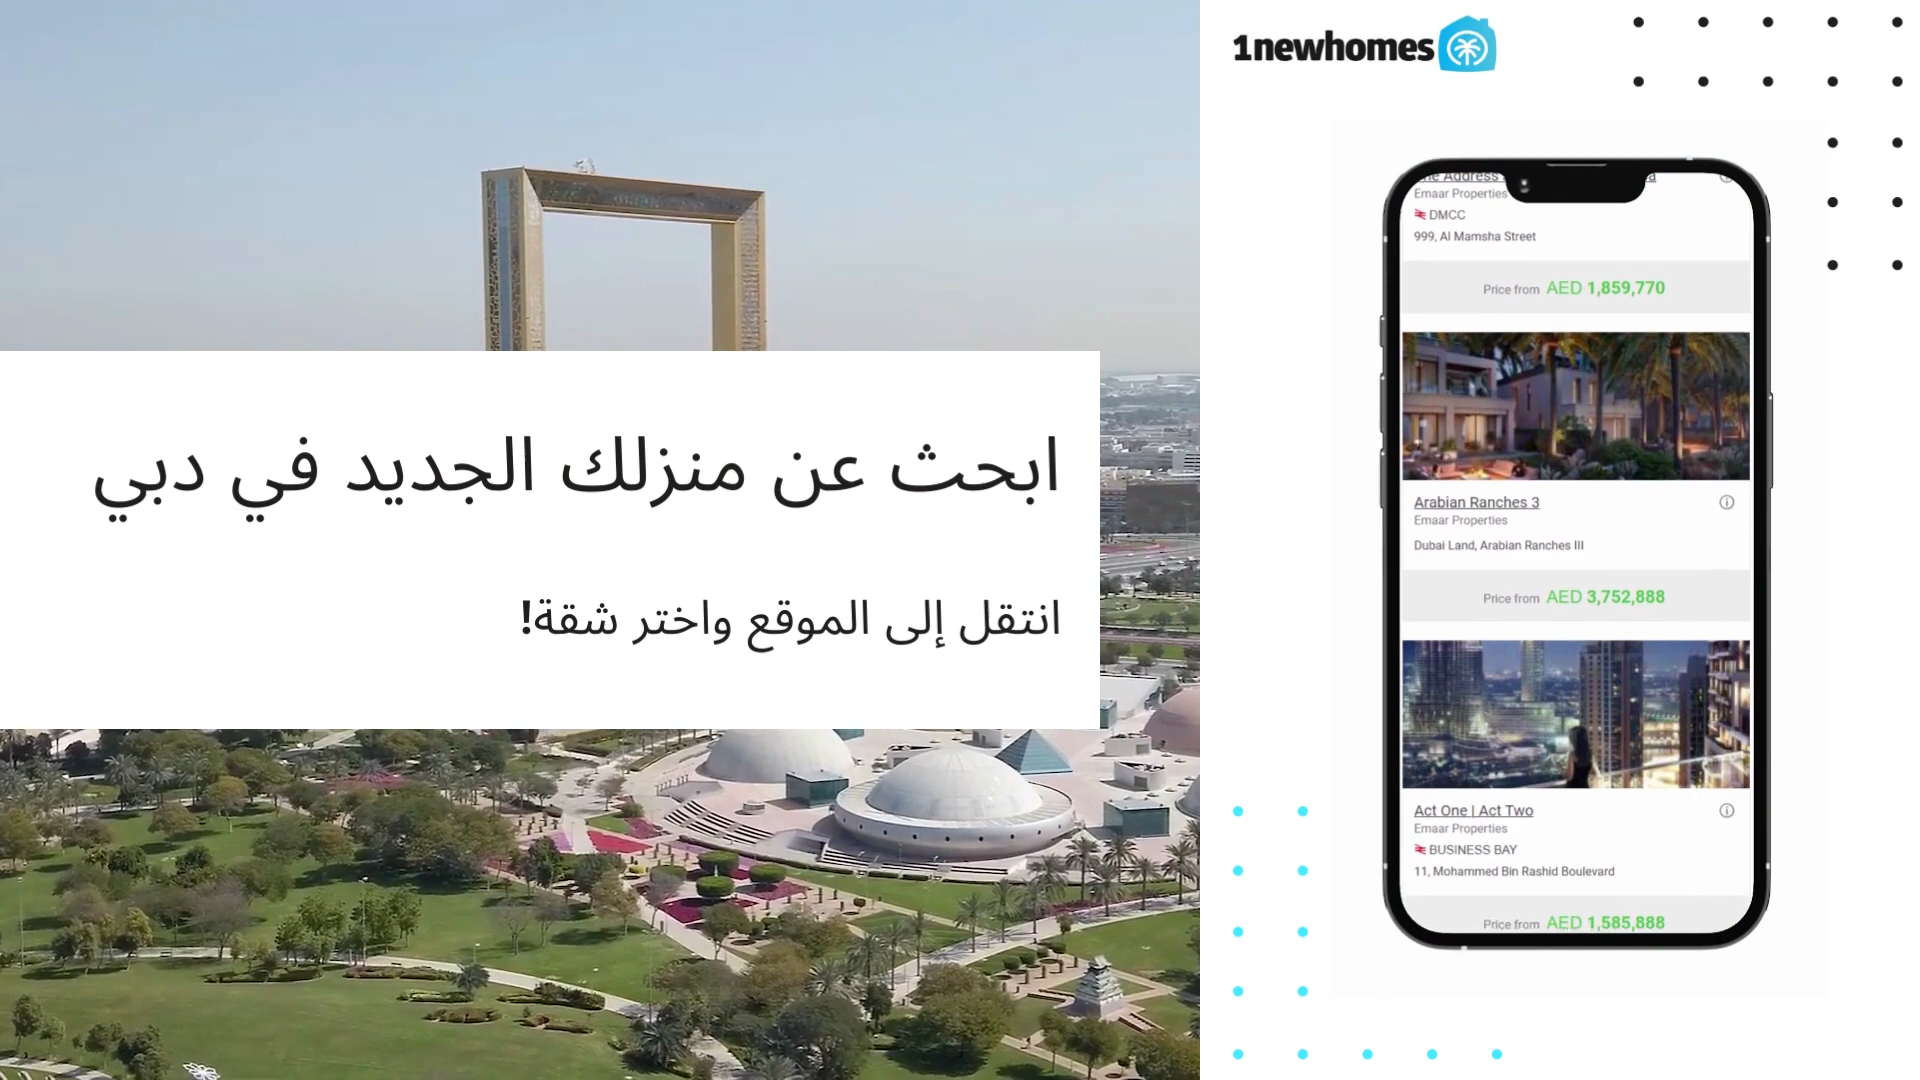 1newhomes
ابحث عن منزلك الجديد في دبي
انتقل إلى الموقع واختر شقة!
Address
Emaar Properties
DMCC
999, Al Mamsha Street
Price from AED 1,859,770
Arabian Ranches 3
Emaar Properties
Dubai Land, Arabian Ranches III
Price from AED 3,752,888
Act One | Act Two
Emaar Properties
BUSINESS BAY
11, Mohammed Bin Rashid Boulevard
Price from AED 1,585,888